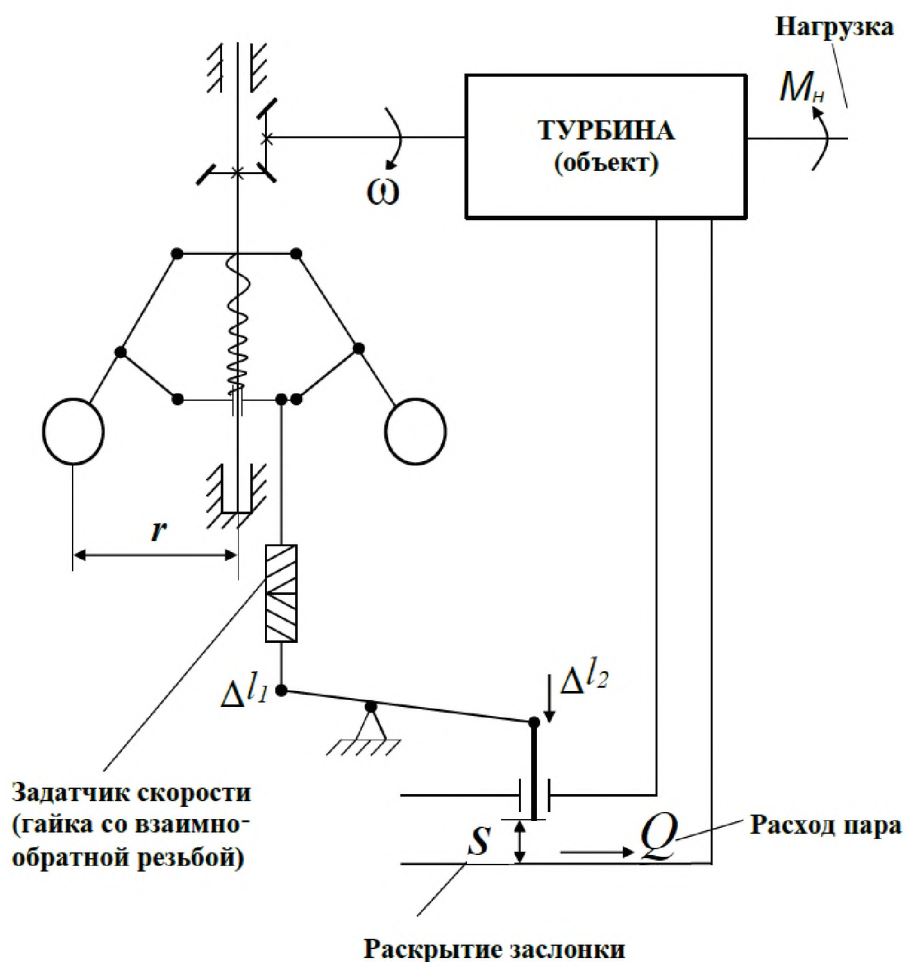 Нагрузка
Mн
ТУРБИНА
(объект)
ω
r
Δl1
Δl2
Задатчик скорости
(гайка со взаимно-
обратной резьбой)
S
Q
Расход пара
Раскрытие заслонки